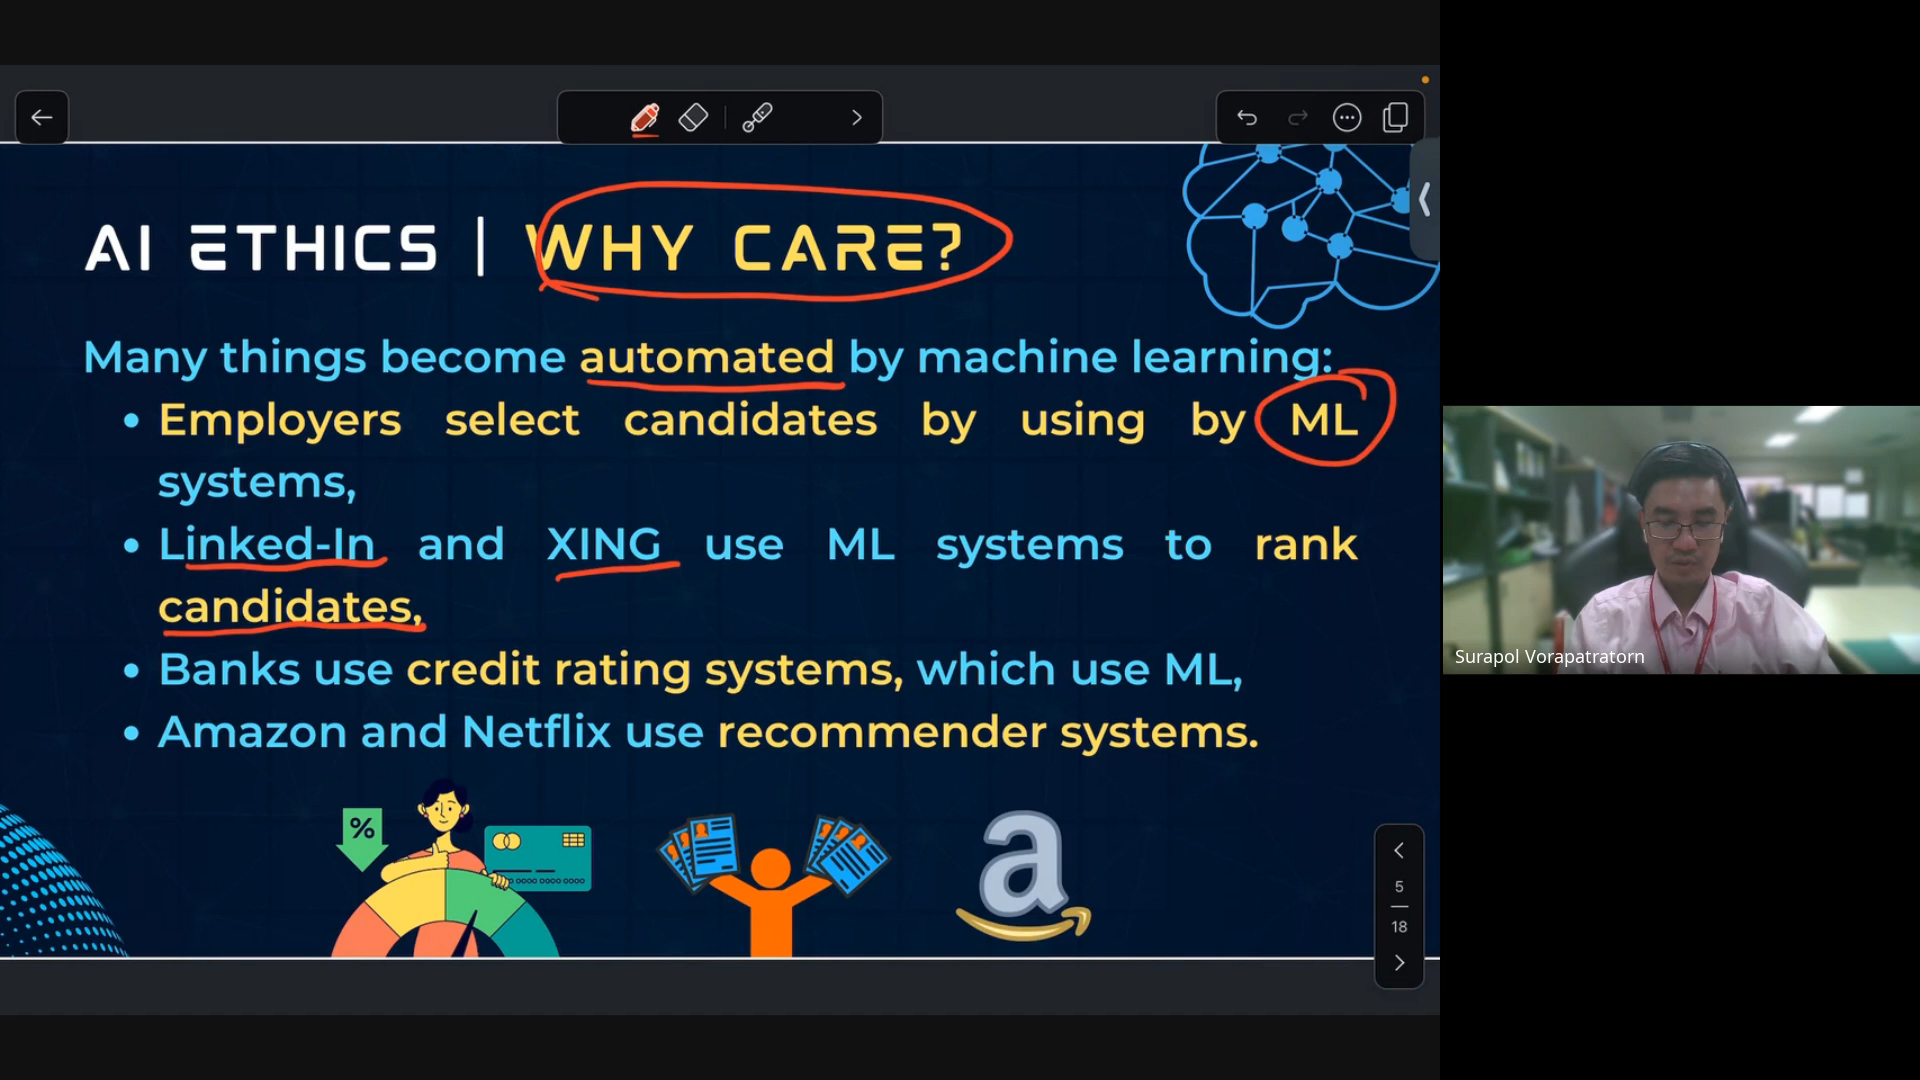 AI ETHICS | WHY CARE?
Many things become automated by machine learning:
• Employers select candidates by using by ML
systems,
• Linked-In and XING use ML systems to rank
candidates,
• Banks use credit rating systems, which use ML,
• Amazon and Netflix use recommender systems.
%
a
5
18
Surapol Vorapatratorn